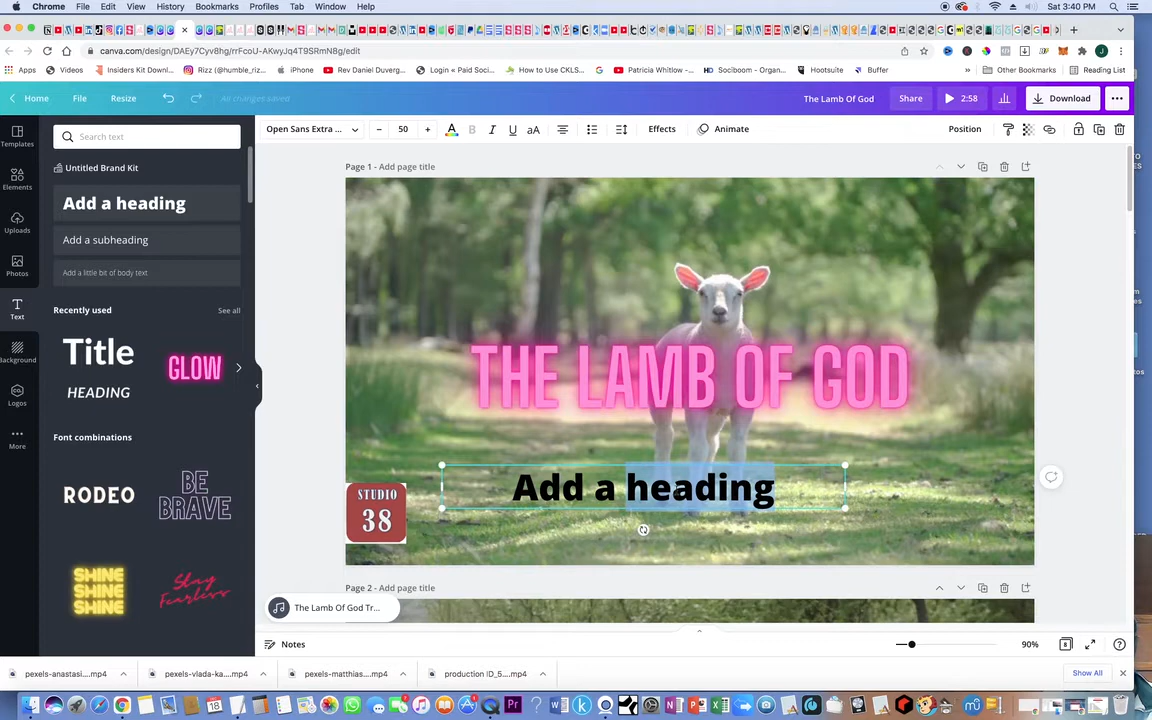 Chrome File Edit View History Bookmarks Profiles Tab Window Help
Sat 3:40 PM
canva.com/design/DAEy7Cyv8hg/rrFcoU-AKwyJq4T9SRmN8g/edit
Apps Videos Insiders Kit Downl... Rizz (@humble_riz... iPhone Rev Daniel Duverg... Login « Paid Soci... How to Use CKLS... Patricia Whitlow -... Sociboom - Organ... Hootsuite Buffer » Other Bookmarks Reading List
Home File Resize All changes saved The Lamb Of God Share 2:58 Download
Open Sans Extra ... – 50 + A B I U aA Effects Animate Position
Templates
Elements
Uploads
Photos
Text
Background
Logos
More
Search text
Untitled Brand Kit
Add a heading
Add a subheading
Add a little bit of body text
Recently used See all
Title
HEADING
GLOW
Font combinations
RODEO
BE
BRAVE
SHINE
SHINE
SHINE
Stay
Fearless
Page 1 - Add page title
THE LAMB OF GOD
Add a heading
STUDIO
38
Page 2 - Add page title
The Lamb Of God Tr...
Notes
90%
8
pexels-anastasi....mp4 pexels-vlada-ka....mp4 pexels-matthias....mp4 production ID_5....mp4 Show All